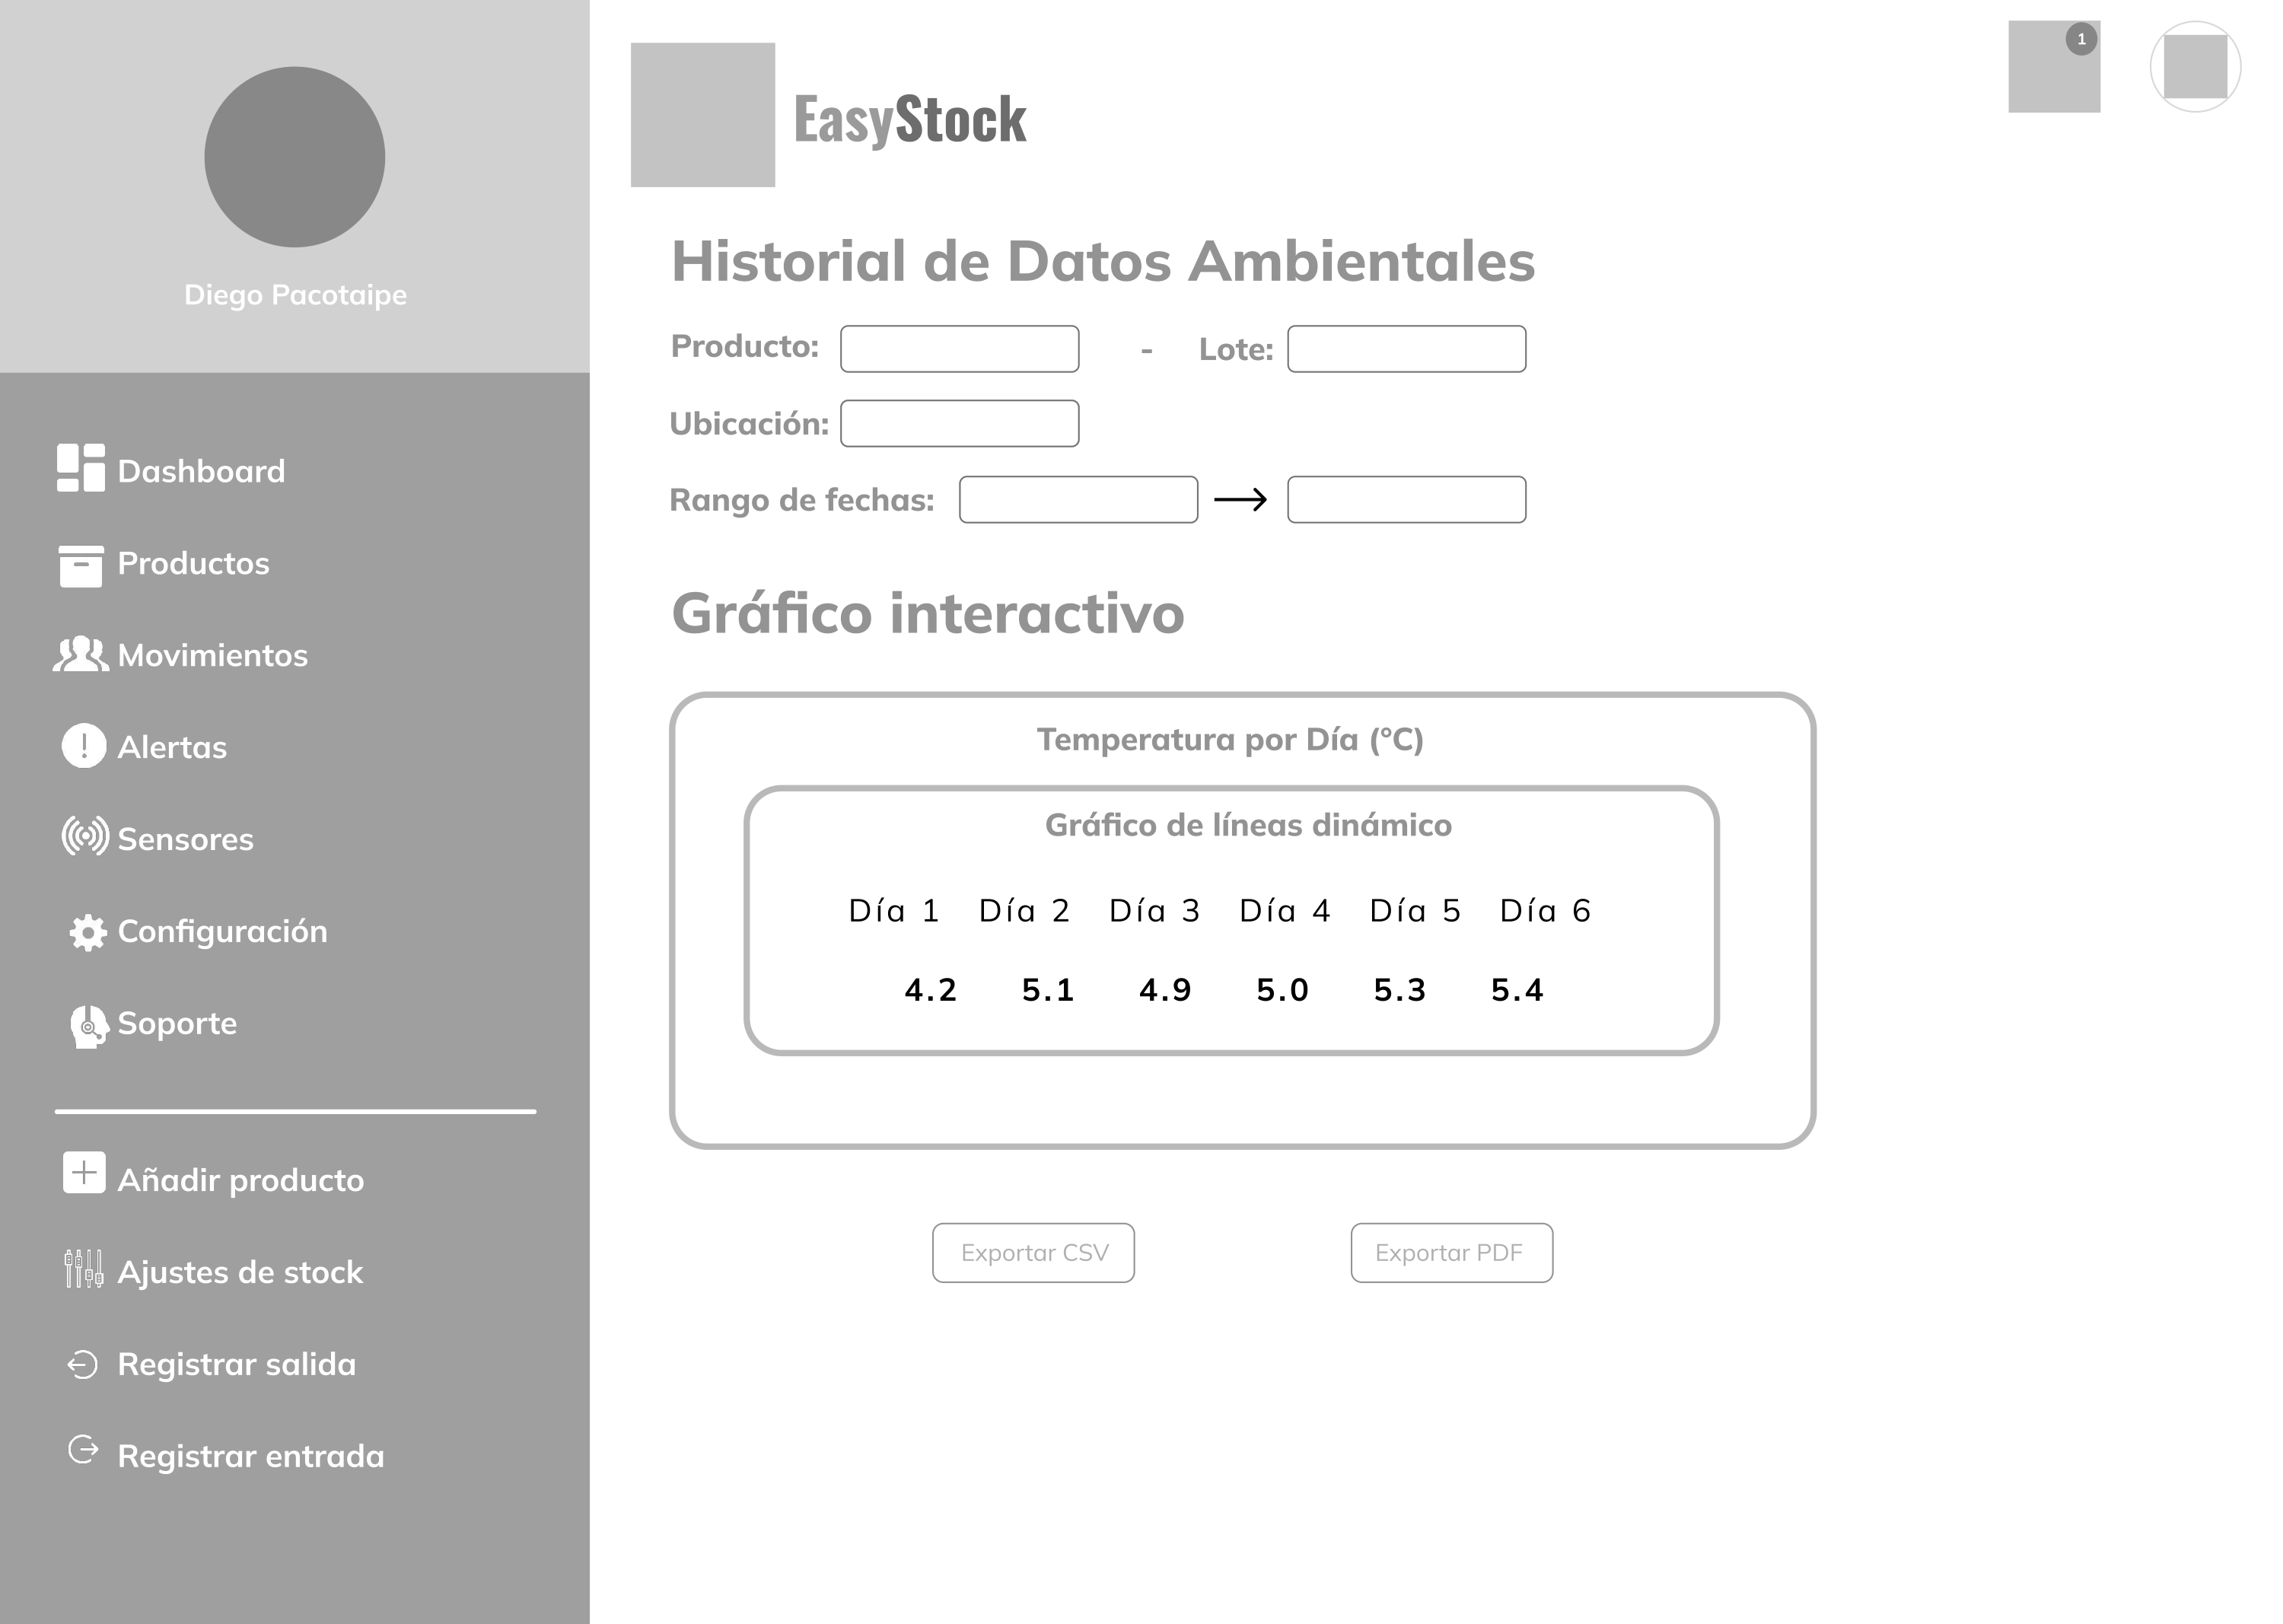 Diego Pacotaipe
Dashboard
Productos
Movimientos
Alertas
Sensores
Configuración
Soporte
Añadir producto
Ajustes de stock
Registrar salida
Registrar entrada
1
EasyStock
Historial de Datos Ambientales
Producto: - Lote:
Ubicación:
Rango de fehas:
Gráfico interactivo
Temperatura por Día (°C)
Gráfico de líneas dinámico
Día 1 Día 2 Día 3 Día 4 Día 5 Día 6
4.2 5.1 4.9 5.0 5.3 5.4
Exportar CSV Exportar PDF